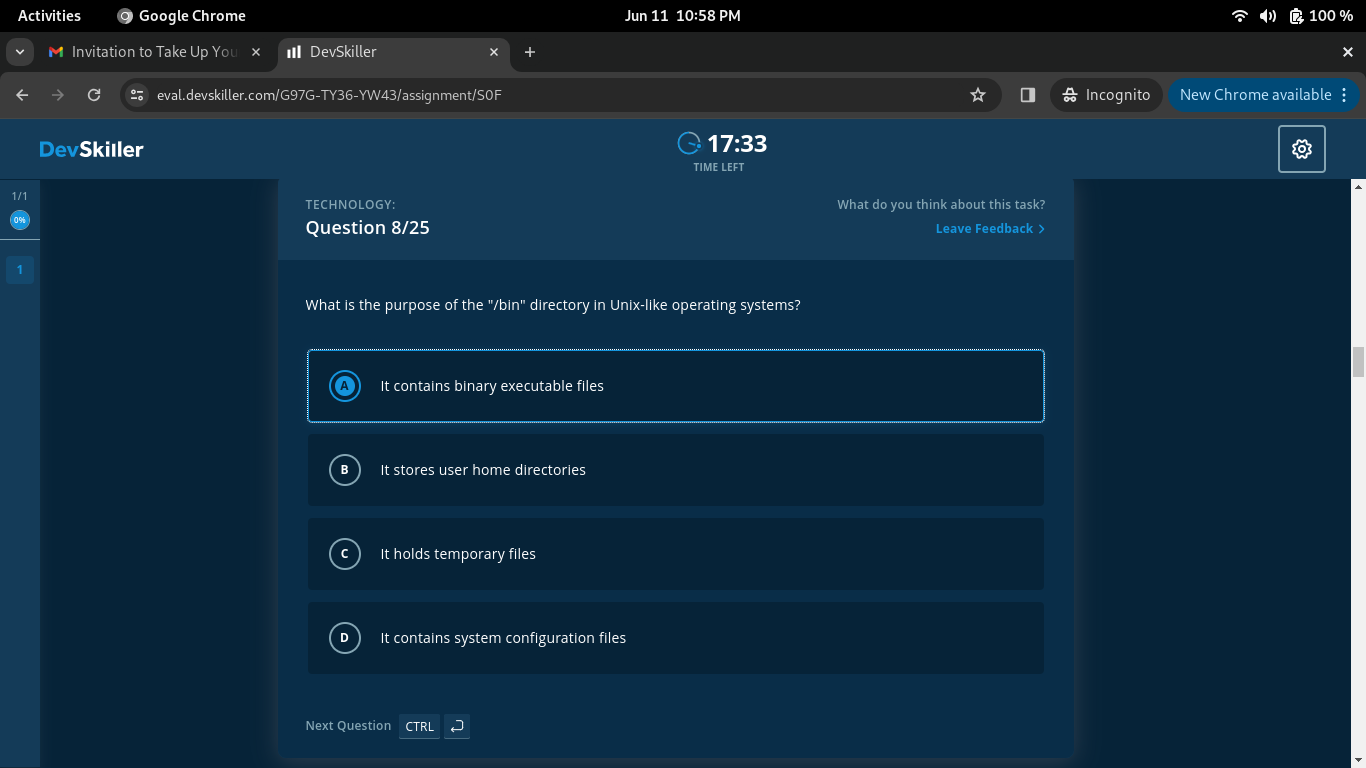 Activities
Google Chrome
Jun 11 10:58 PM
100 %
Invitation to Take Up You
DevSkiller
eval.devskiller.com/G97G-TY36-YW43/assignment/S0F
Incognito
New Chrome available
DevSkiller
17:33
TIME LEFT
1/1
0%
1
TECHNOLOGY:
Question 8/25
What do you think about this task?
Leave Feedback
What is the purpose of the "/bin" directory in Unix-like operating systems?
A It contains binary executable files
B It stores user home directories
C It holds temporary files
D It contains system configuration files
Next Question CTRL